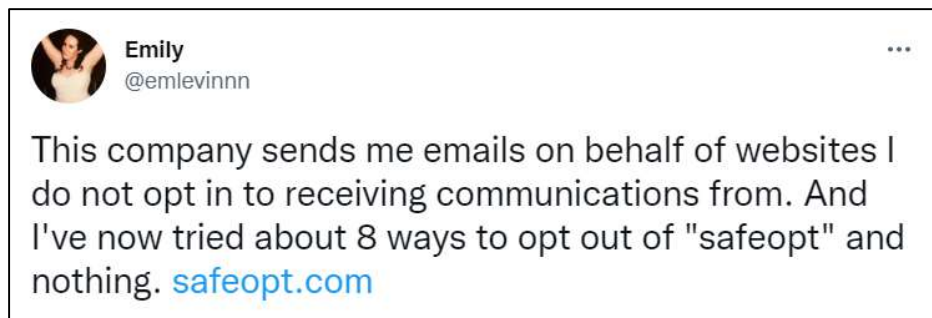 Emily
@emlevinnn
This company sends me emails on behalf of websites I
do not opt in to receiving communications from. And
I've now tried about 8 ways to opt out of "safeopt" and
nothing. safeopt.com